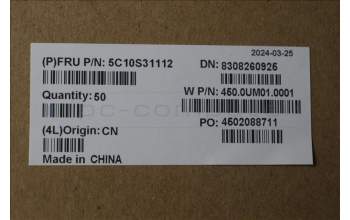 2024-03-25
(P)FRU P/N: 5C10S31112 DN: 8308260926
Quantity: 50 W P/N: 450.0UM01.0001
(4L)Origin: CN PO: 4502088711
Made in CHINA